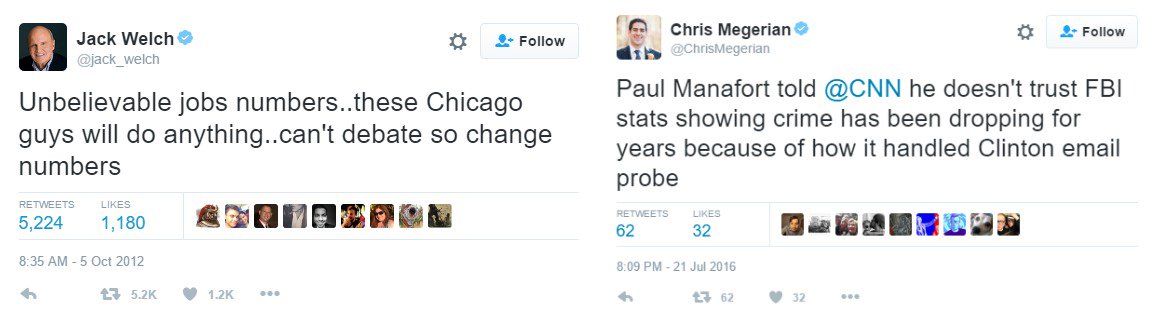 Jack Welch
@jack_welch
Follow
Unbelievable jobs numbers..these Chicago
guys will do anything..can't debate so change
numbers
RETWEETS LIKES
5,224 1,180
8:35 AM - 5 Oct 2012
5.2K 1.2K
Chris Megerian
@ChrisMegerian
Follow
Paul Manafort told @CNN he doesn't trust FBI
stats showing crime has been dropping for
years because of how it handled Clinton email
probe
RETWEETS LIKES
62 32
8:09 PM - 21 Jul 2016
62 32